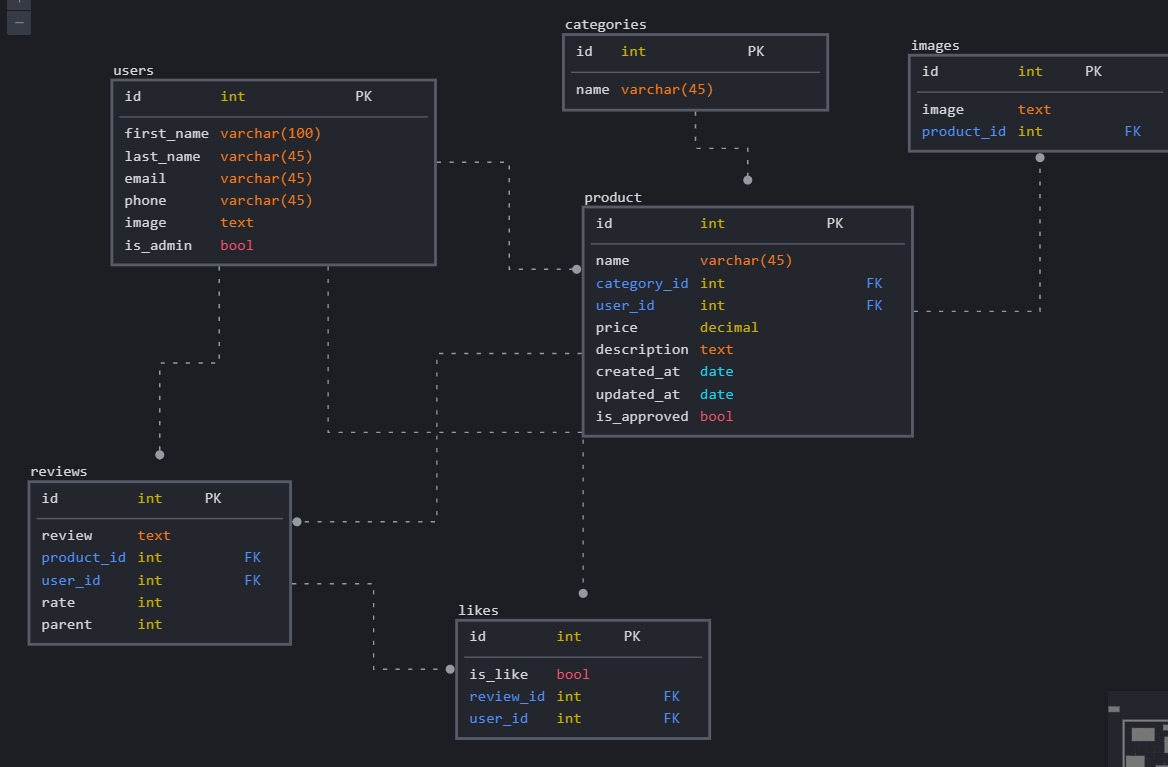 categories
id int PK
name varchar(45)
images
id int PK
image text
product_id int FK
users
id int PK
first_name varchar(100)
last_name varchar(45)
email varchar(45)
phone varchar(45)
image text
is_admin bool
product
id int PK
name varchar(45)
category_id int FK
user_id int FK
price decimal
description text
created_at date
updated_at date
is_approved bool
reviews
id int PK
review text
product_id int FK
user_id int FK
rate int
parent int
likes
id int PK
is_like bool
review_id int FK
user_id int FK